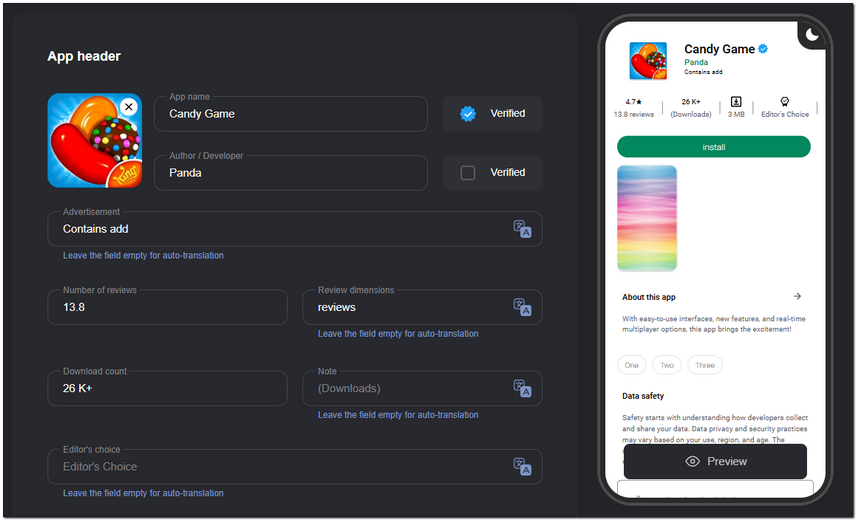 App header
King
App name
Candy Game
Verified
Author / Developer
Panda
Verified
Advertisement
Contains add
Leave the field empty for auto-translation
Number of reviews
13.8
Review dimensions
reviews
Leave the field empty for auto-translation
Download count
26 K+
Note
(Downloads)
Leave the field empty for auto-translation
Editor's choice
Editor's Choice
Leave the field empty for auto-translation
Candy Game
Panda
Contains add
4.7★
13.8 reviews
26 K+
(Downloads)
3 MB
Editor's Choice
install
About this app
With easy-to-use interfaces, new features, and real-time
multiplayer options, this app brings the excitement!
One
Two
Three
Data safety
Safety starts with understanding how developers collect
and share your data. Data privacy and security practices
may vary based on your use, region, and age. The
Preview